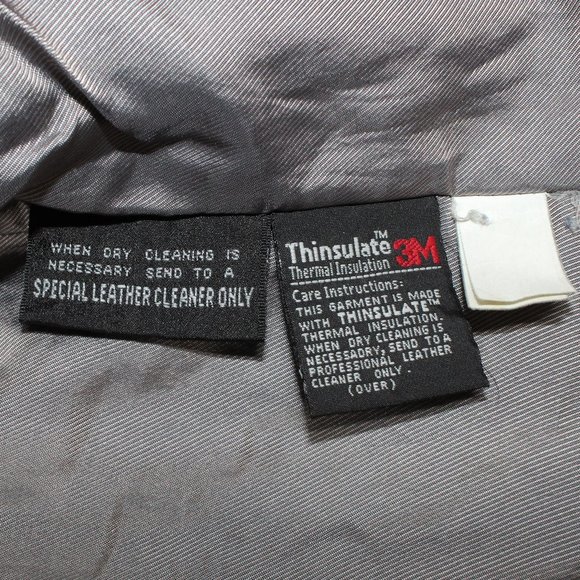 WHEN DRY CLEANING IS
NECESSARY SEND TO A
SPECIAL LEATHER CLEANER ONLY
Thinsulate™ 3M
Thermal Insulation
Care Instructions:
THIS GARMENT IS MADE
WITH THINSULATE™
THERMAL INSULATION.
WHEN DRY CLEANING IS
NECESSADRY, SEND TO A
PROFESSIONAL LEATHER
CLEANER ONLY .
(OVER)